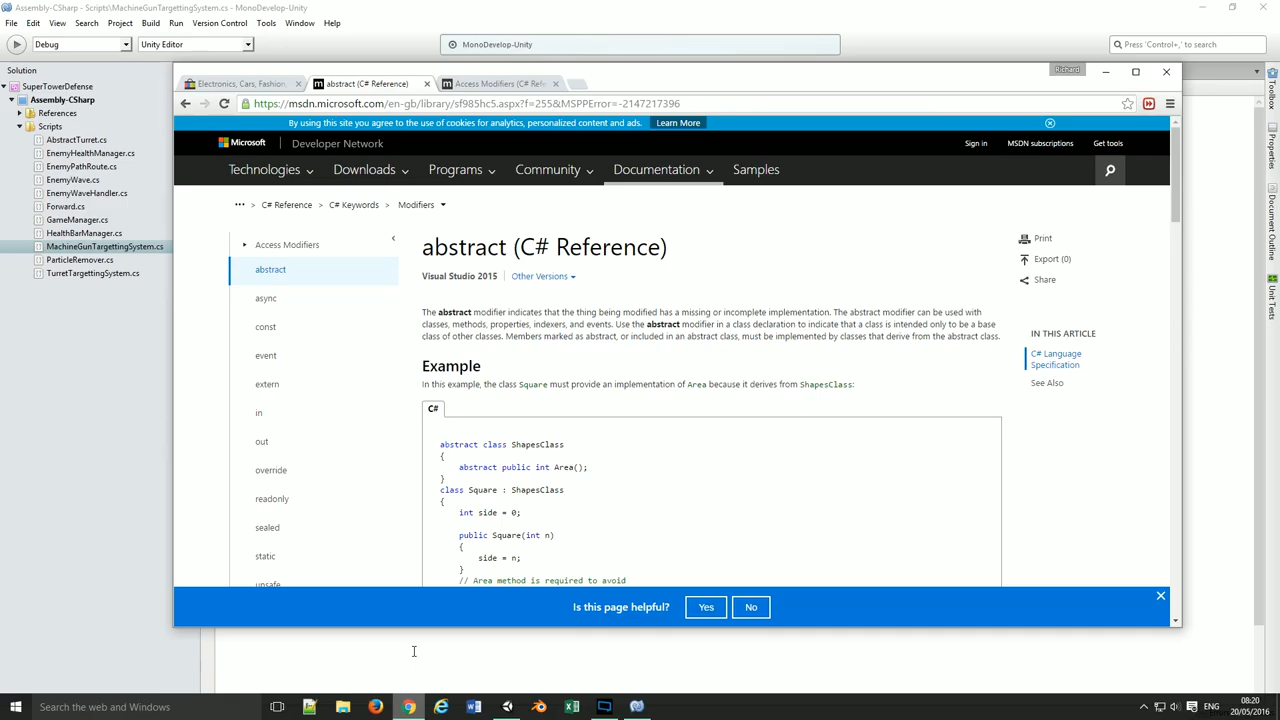 Assembly-CSharp - Scripts\MachineGunTargettingSystem.cs - MonoDevelop-Unity
File Edit View Search Project Build Run Version Control Tools Window Help
Debug
Unity Editor
MonoDevelop-Unity
Press 'Control+,' to search
Solution
SuperTowerDefense
Assembly-CSharp
References
Scripts
AbstractTurret.cs
EnemyHealthManager.cs
EnemyPathRoute.cs
EnemyWave.cs
EnemyWaveHandler.cs
Forward.cs
GameManager.cs
HealthBarManager.cs
MachineGunTargettingSystem.cs
ParticleRemover.cs
TurretTargettingSystem.cs
Toolbox
Properties
Document Outline
Unit Tests
Richard
Electronics, Cars, Fashion,
abstract (C# Reference)
Access Modifiers (C# Ref
https://msdn.microsoft.com/en-gb/library/sf985hc5.aspx?f=255&MSPPError=-2147217396
By using this site you agree to the use of cookies for analytics, personalized content and ads. Learn More
Microsoft
Developer Network
Sign in
MSDN subscriptions
Get tools
Technologies
Downloads
Programs
Community
Documentation
Samples
••• > C# Reference > C# Keywords > Modifiers
Access Modifiers
abstract
async
const
event
extern
in
out
override
readonly
sealed
static
unsafe
abstract (C# Reference)
Visual Studio 2015
Other Versions
The abstract modifier indicates that the thing being modified has a missing or incomplete implementation. The abstract modifier can be used with
classes, methods, properties, indexers, and events. Use the abstract modifier in a class declaration to indicate that a class is intended only to be a base
class of other classes. Members marked as abstract, or included in an abstract class, must be implemented by classes that derive from the abstract class.
Example
In this example, the class Square must provide an implementation of Area because it derives from ShapesClass:
C#
abstract class ShapesClass
{
abstract public int Area();
}
class Square : ShapesClass
{
int side = 0;
public Square(int n)
{
side = n;
}
// Area method is required to avoid
Print
Export (0)
Share
IN THIS ARTICLE
C# Language
Specification
See Also
Is this page helpful?
Yes
No
Search the web and Windows
ENG
08:20
20/05/2016